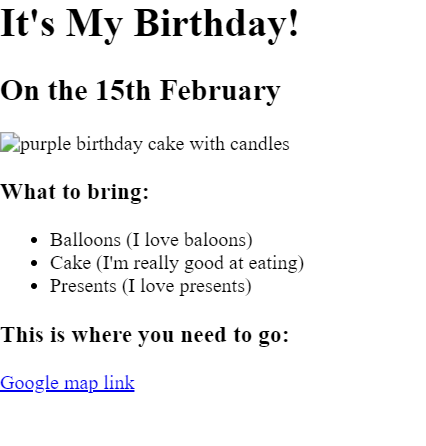 It's My Birthday!
On the 15th February
purple birthday cake with candles
What to bring:
Balloons (I love baloons)
Cake (I'm really good at eating)
Presents (I love presents)
This is where you need to go:
Google map link